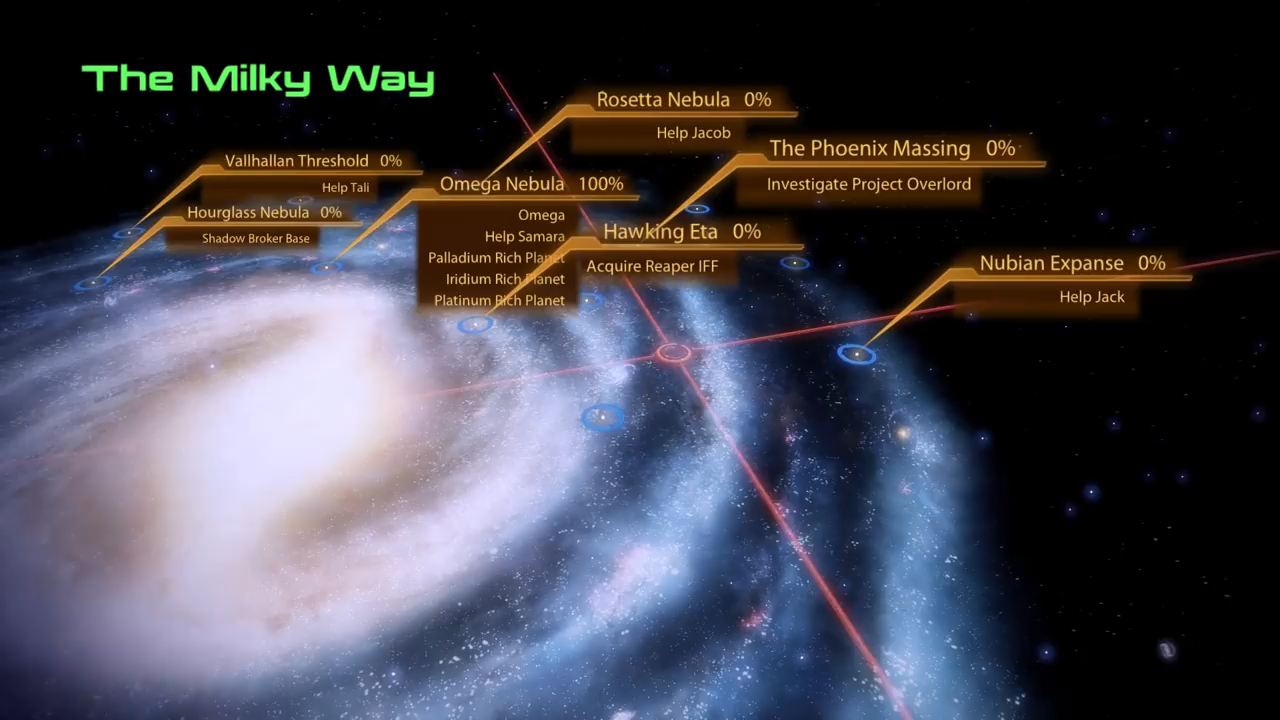 The Milky Way
Rosetta Nebula 0%
Help Jacob
The Phoenix Massing 0%
Investigate Project Overlord
Vallhallan Threshold 0%
Help Tali
Omega Nebula 100%
Omega
Help Samara
Palladium Rich Planet
Iridium Rich Planet
Platinum Rich Planet
Hourglass Nebula 0%
Shadow Broker Base
Hawking Eta 0%
Acquire Reaper IFF
Nubian Expanse 0%
Help Jack